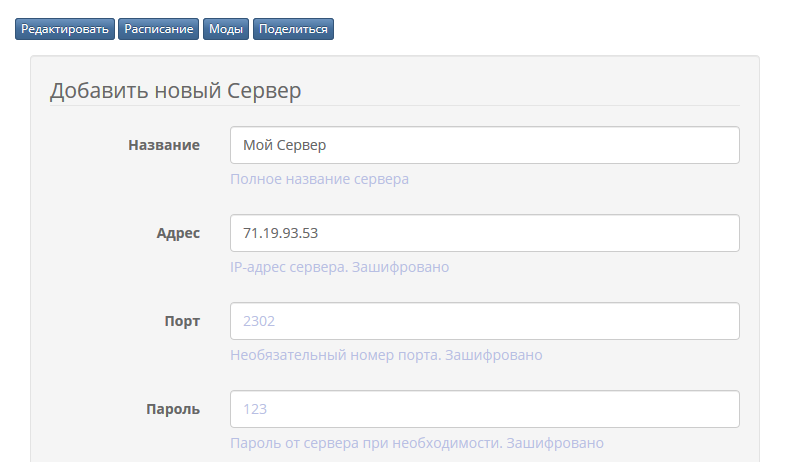 Редактировать Расписание Моды Поделиться
Добавить новый Сервер
Название Мой Сервер
Полное название сервера
Адрес 71.19.93.53
IP-адрес сервера. Зашифровано
Порт 2302
Необязательный номер порта. Зашифровано
Пароль 123
Пароль от сервера при необходимости. Зашифровано